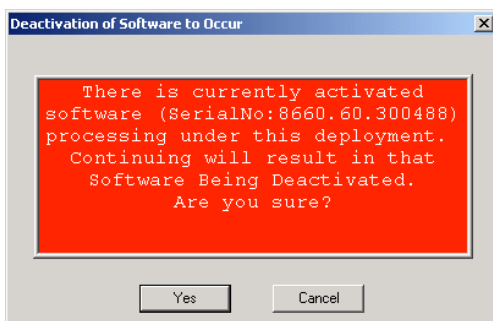 Deactivation of Software to Occur
There is currently activated
software (SerialNo:8660.60.300488)
processing under this deployment.
Continuing will result in that
Software Being Deactivated.
Are you sure?
Yes Cancel